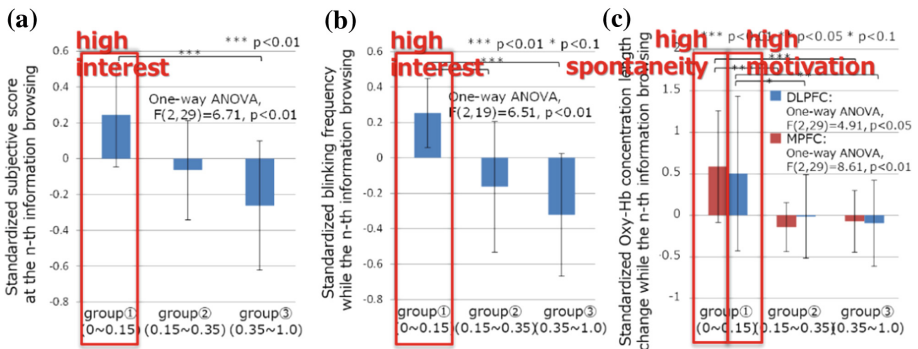 (a)
high
interest
*** p<0.01
***
Standardized subjective score
at the n-th information browsing
0.6
0.4
0.2
0
-0.2
-0.4
-0.6
-0.8
One-way ANOVA,
F(2,29)=6.71, p<0.01
group① group② group③
(0~0.15) (0.15~0.35) (0.35~1.0)
(b)
high
interest
*** p<0.01 * p<0.1
***
Standardized blinking frequency
while the n-th information browsing
0.6
0.4
0.2
0
-0.2
-0.4
-0.6
-0.8
One-way ANOVA,
F(2,19)=6.51, p<0.01
group① group② group③
(0~0.15) (0.15~0.35) (0.35~1.0)
(c)
high
spontaneity
high
motivation
*** p<0.01 * p<0.05 * p<0.1
Standardized Oxy-Hb concentration length
change while the n-th information browsing
1.5
1
0.5
0
-0.5
-1
DLPFC:
One-way ANOVA,
F(2,29)=4.91, p<0.05
MPFC:
One-way ANOVA,
F(2,29)=8.61, p<0.01
group① group② group③
(0~0.15) (0.15~0.35) (0.35~1.0)